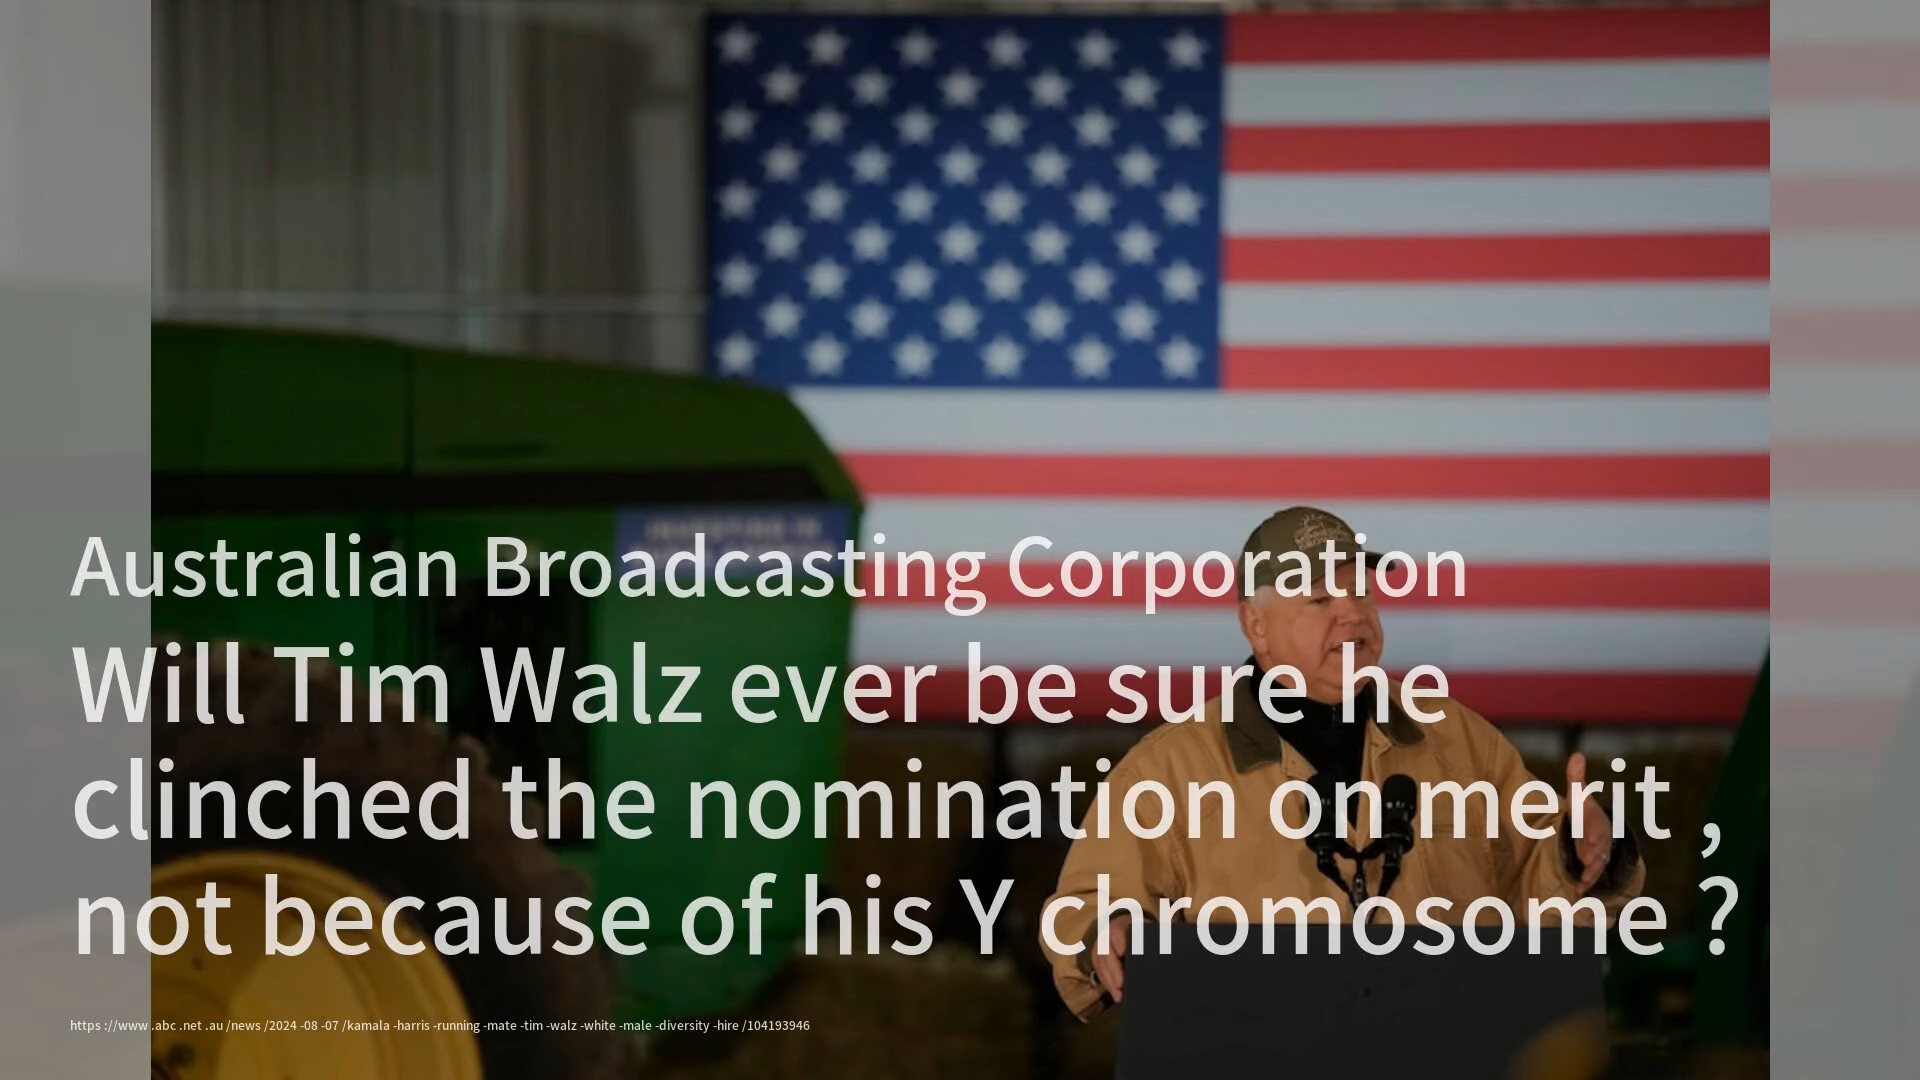 Australian Broadcasting Corporation
Will Tim Walz ever be sure he
clinched the nomination on merit ,
not because of his Y chromosome ?
https ://www .abc .net .au /news /2024 -08 -07 /kamala -harris -running -mate -tim -walz -white -male -diversity -hire /104193946